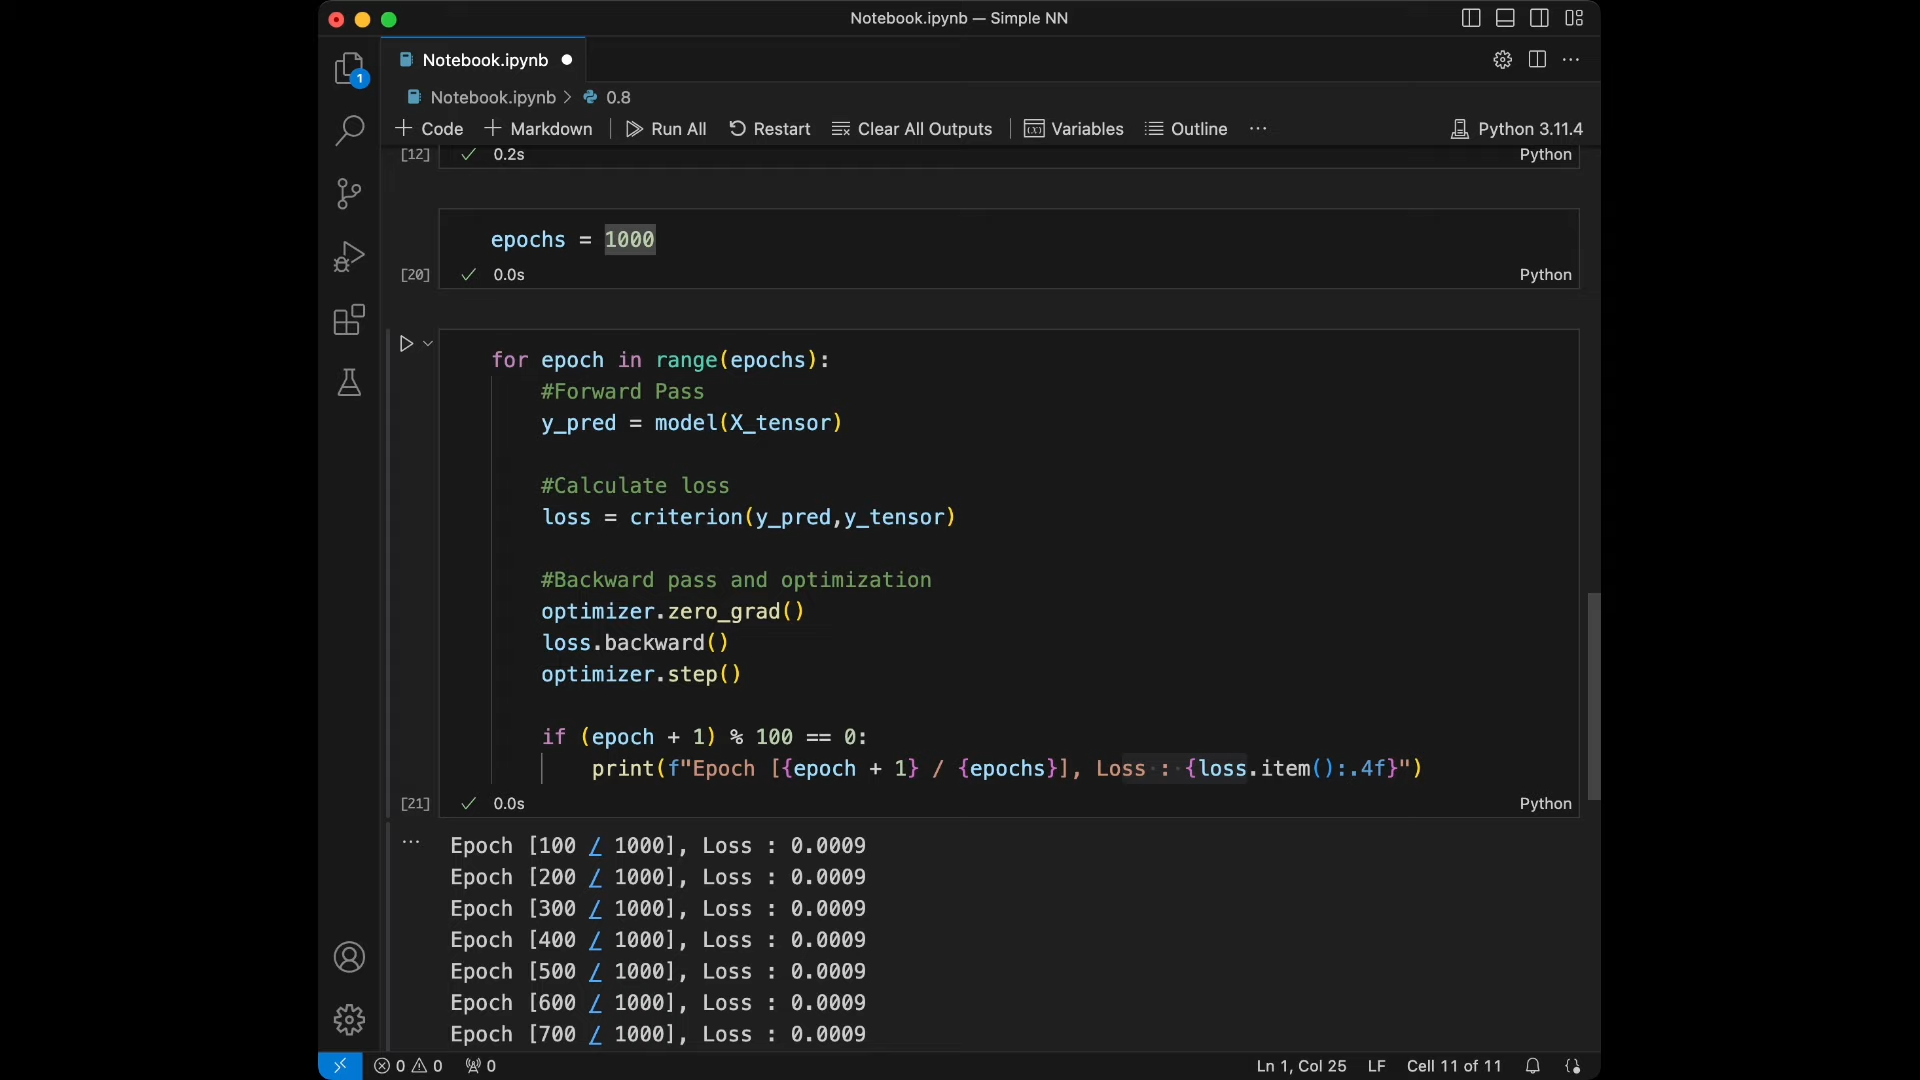 Notebook.ipynb — Simple NN
Notebook.ipynb
1
Notebook.ipynb > 0.8
+ Code + Markdown | Run All Restart Clear All Outputs | Variables Outline ··· Python 3.11.4
[12] ✓ 0.2s Python
epochs = 1000
[20] ✓ 0.0s Python
for epoch in range(epochs):
#Forward Pass
y_pred = model(X_tensor)
#Calculate loss
loss = criterion(y_pred,y_tensor)
#Backward pass and optimization
optimizer.zero_grad()
loss.backward()
optimizer.step()
if (epoch + 1) % 100 == 0:
print(f"Epoch [{epoch + 1} / {epochs}], Loss : {loss.item():.4f}")
[21] ✓ 0.0s Python
Epoch [100 / 1000], Loss : 0.0009
Epoch [200 / 1000], Loss : 0.0009
Epoch [300 / 1000], Loss : 0.0009
Epoch [400 / 1000], Loss : 0.0009
Epoch [500 / 1000], Loss : 0.0009
Epoch [600 / 1000], Loss : 0.0009
Epoch [700 / 1000], Loss : 0.0009
0 0 0 Ln 1, Col 25 LF Cell 11 of 11